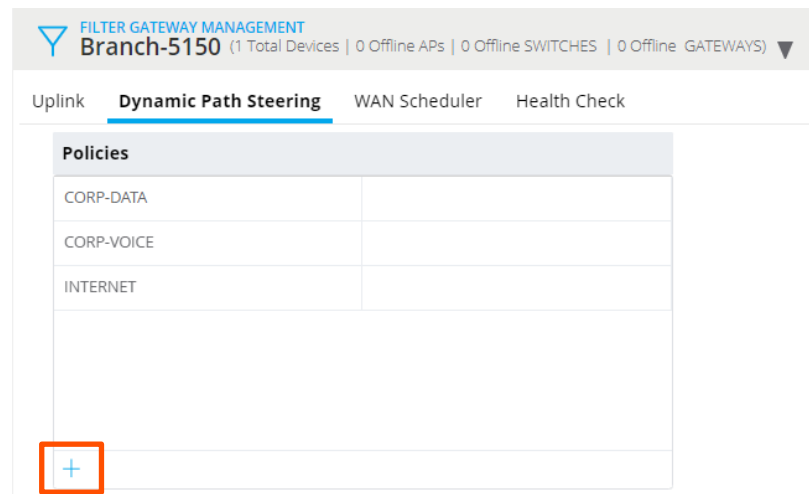 FILTER GATEWAY MANAGEMENT
Branch-5150 (1 Total Devices | 0 Offline APs | 0 Offline SWITCHES | 0 Offline GATEWAYS)
Uplink Dynamic Path Steering WAN Scheduler Health Check
Policies
CORP-DATA
CORP-VOICE
INTERNET
+